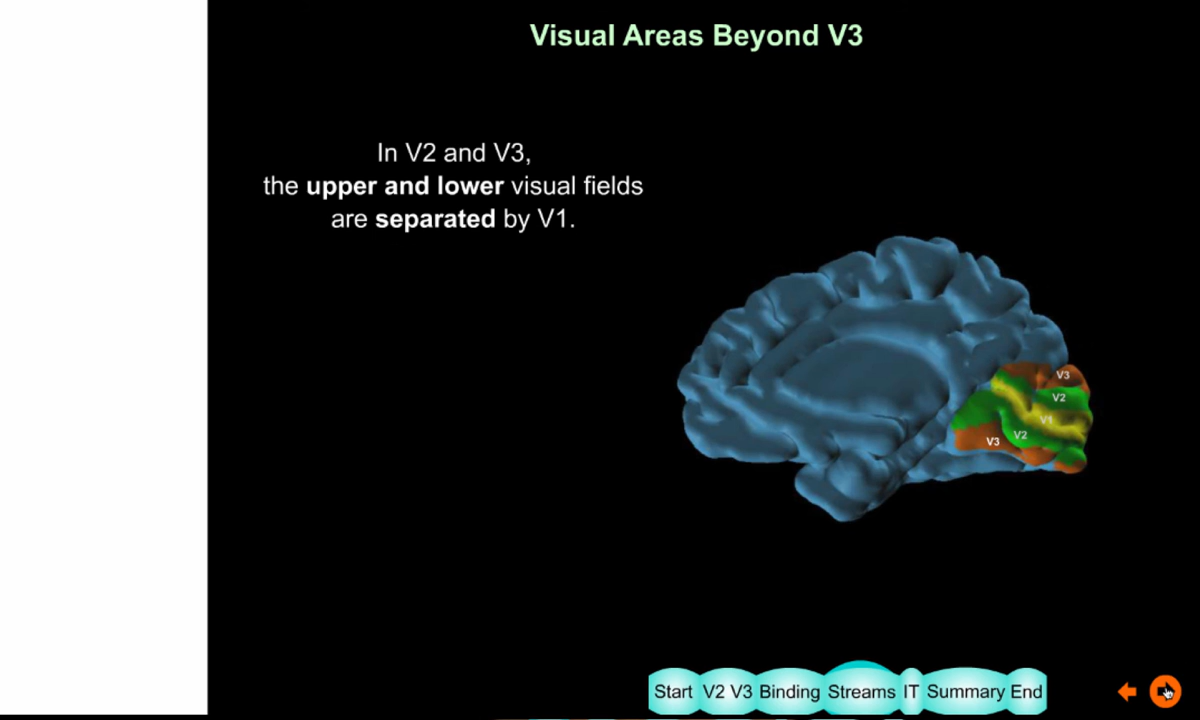 Visual Areas Beyond V3
In V2 and V3,
the upper and lower visual fields
are separated by V1.
V3
V2
V1
V2
V3
Start V2 V3 Binding Streams IT Summary End